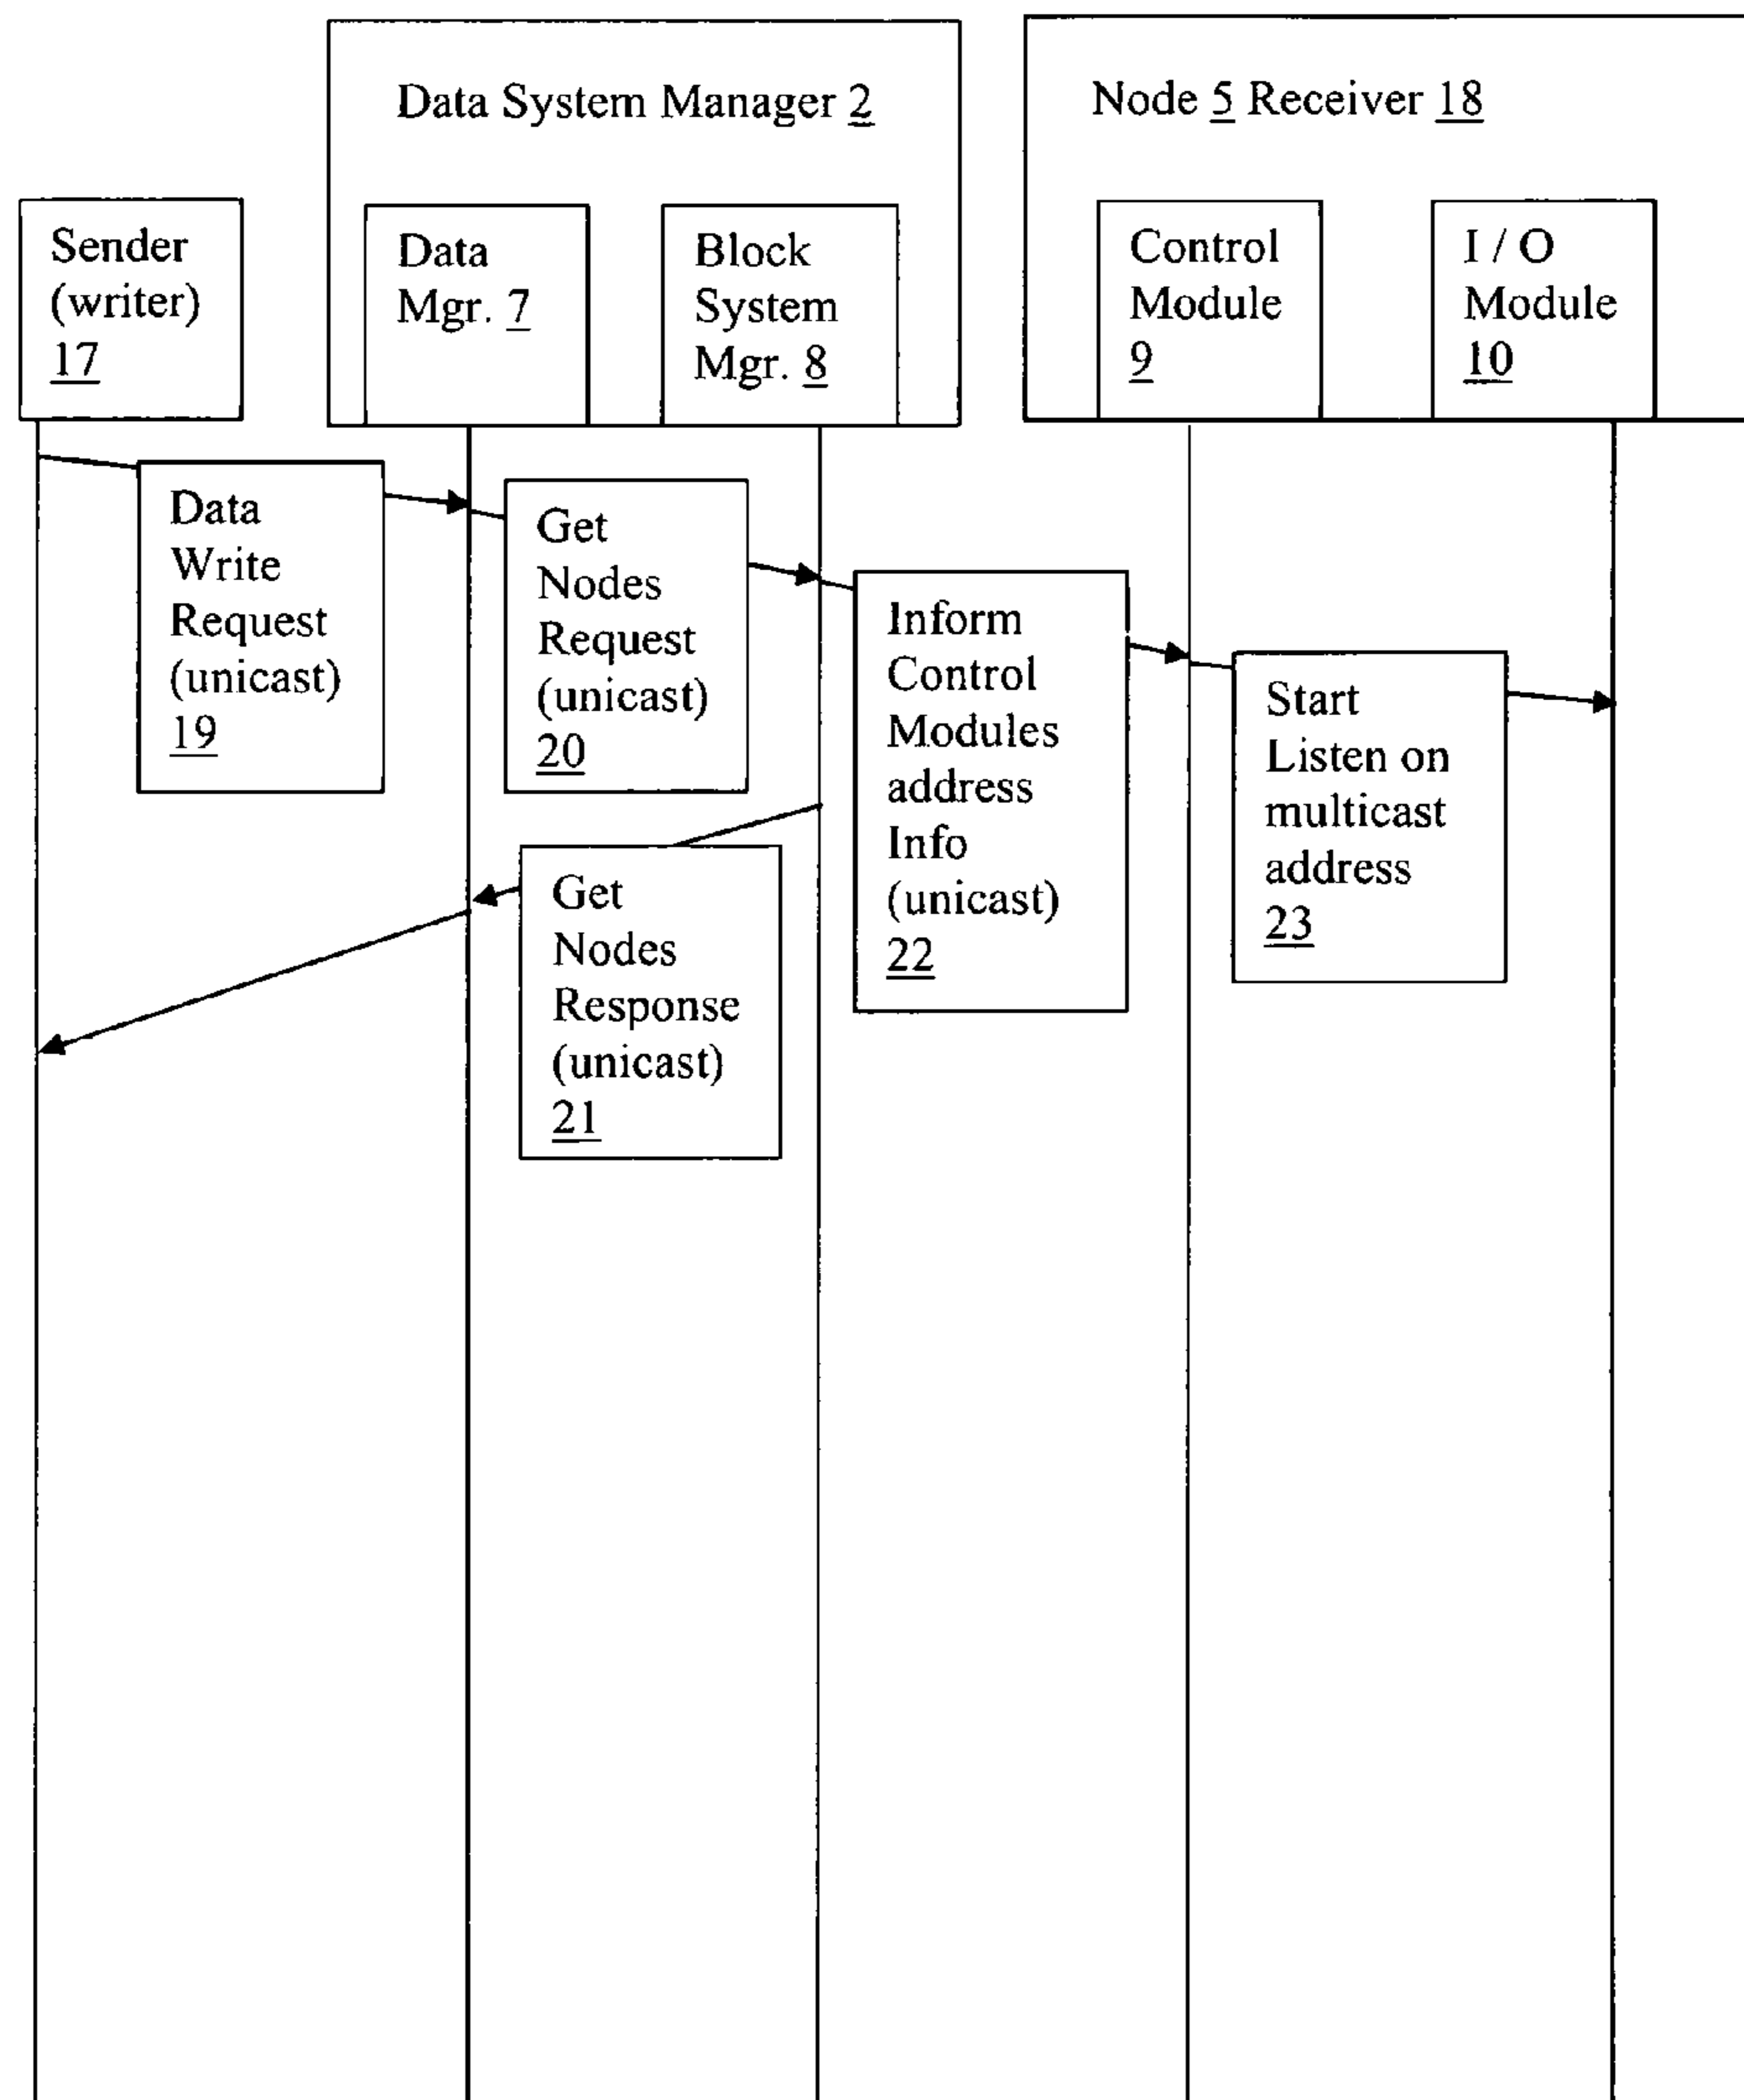 Data System Manager 2
Node 5 Receiver 18
Sender
(writer)
17
Data
Mgr. 7
Block
System
Mgr. 8
Control
Module
9
I / O
Module
10
Data
Write
Request
(unicast)
19
Get
Nodes
Request
(unicast)
20
Inform
Control
Modules
address
Info
(unicast)
22
Start
Listen on
multicast
address
23
Get
Nodes
Response
(unicast)
21